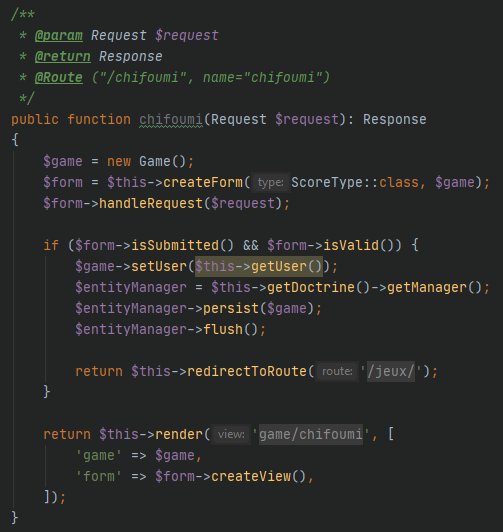 /**
 * @param Request $request
 * @return Response
 * @Route ("/chifoumi", name="chifoumi")
 */
public function chifoumi(Request $request): Response
{
    $game = new Game();
    $form = $this->createForm( type: ScoreType::class, $game);
    $form->handleRequest($request);

    if ($form->isSubmitted() && $form->isValid()) {
        $game->setUser($this->getUser());
        $entityManager = $this->getDoctrine()->getManager();
        $entityManager->persist($game);
        $entityManager->flush();

        return $this->redirectToRoute( route: '/jeux/');
    }

    return $this->render( view: 'game/chifoumi', [
        'game' => $game,
        'form' => $form->createView(),
    ]);
}